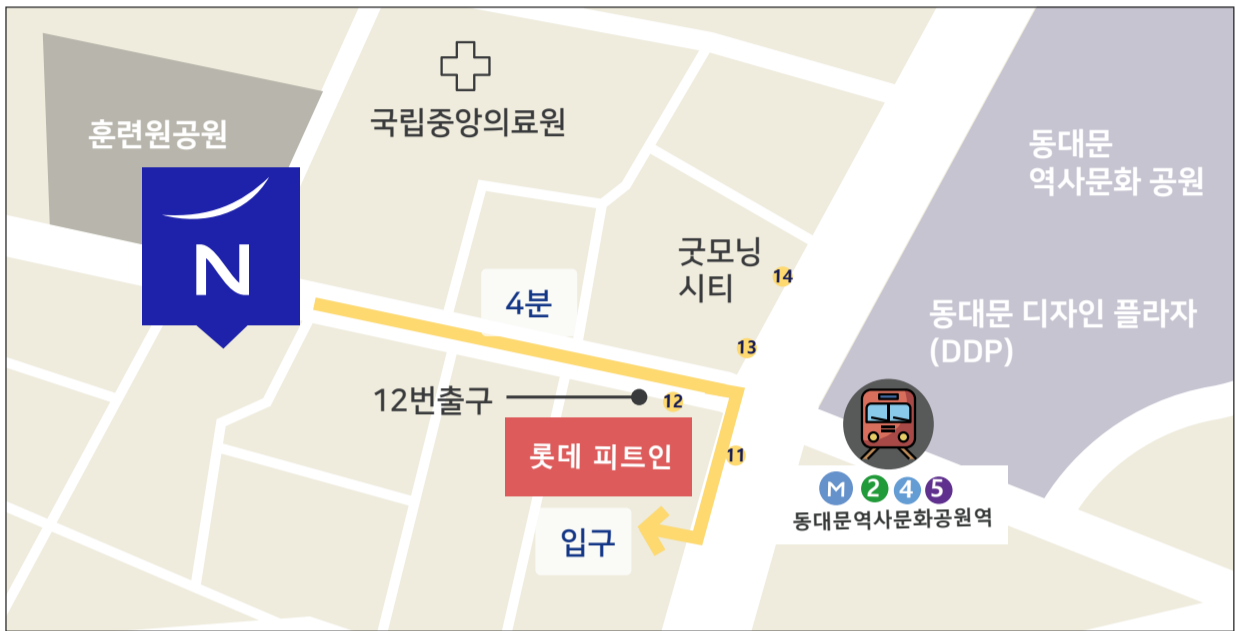 훈련원공원
국립중앙의료원
동대문
역사문화 공원
N
굿모닝
시티
14
4분
동대문 디자인 플라자
(DDP)
13
12번출구
12
롯데 피트인
11
M 2 4 5
동대문역사문화공원역
입구